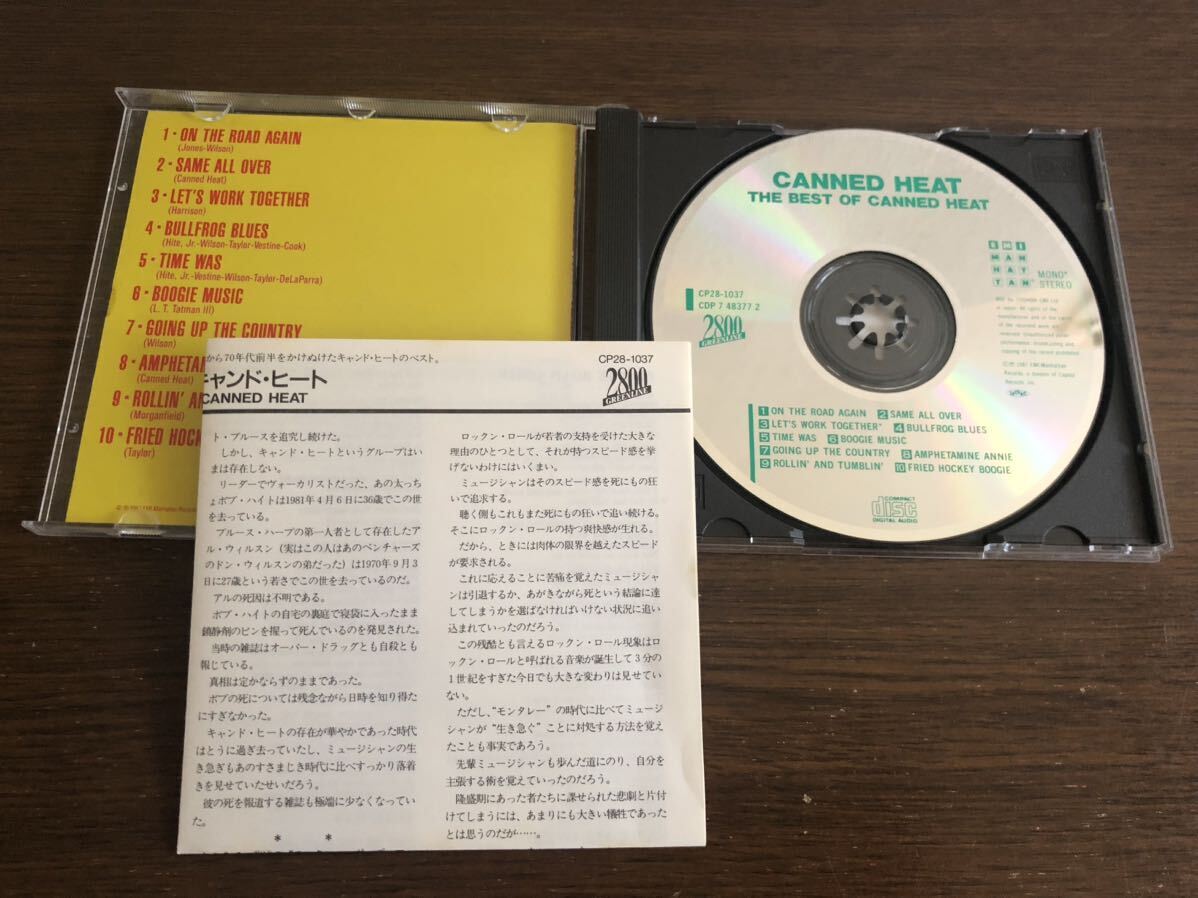 1・ON THE ROAD AGAIN
(Jones-Wilson)
2・SAME ALL OVER
(Canned Heat)
3・LET'S WORK TOGETHER
(Harrison)
4・BULLFROG BLUES
(Hite, Jr.-Wilson-Taylor-Vestine-Cook)
5・TIME WAS
(Hite, Jr.-Vestine-Wilson-Taylor-DeLaParra)
6・BOOGIE MUSIC
(L. T. Tatman III)
7・GOING UP THE COUNTRY
(Wilson)
8・AMPHETA
(Canned Heat)
9・ROLLIN' A
(Morganfield)
10・FRIED HOCK
(Taylor)
から70年代前半をかけぬけたキャンド・ヒートのベスト。
CP28-1037
キャンド・ヒート
CANNED HEAT
2800
GREENLINE
ト・ブルースを追究し続けた。
しかし、キャンド・ヒートというグループはい
まは存在しない。
リーダーでヴォーカリストだった、あの太っち
ょボブ・ハイトは1981年4月6日に36歳でこの世
を去っている。
ブルース・ハープの第一人者として存在したア
ル・ウィルスン（実はこの人はあのベンチャーズ
のドン・ウィルスンの弟だった）は1970年9月3
日に27歳という若さでこの世を去っているのだ。
アルの死因は不明である。
ボブ・ハイトの自宅の裏庭で寝袋に入ったまま
鎮静剤のビンを握って死んでいるのを発見された。
当時の雑誌はオーバー・ドラッグとも自殺とも
報じている。
真相は定かならずのままであった。
ボブの死については残念ながら日時を知り得た
にすぎなかった。
キャンド・ヒートの存在が華やかであった時代
はとうに過ぎ去っていたし、ミュージシャンの生
き急ぎもあのすさまじき時代に比べすっかり落着
きを見せていたせいだろう。
彼の死を報道する雑誌も極端に少なくなってい
た。
＊　＊
ロックン・ロールが若者の支持を受けた大きな
理由のひとつとして、それが持つスピード感を挙
げないわけにはいくまい。
ミュージシャンはそのスピード感を死にもの狂
いで追求する。
聴く側もこれもまた死にもの狂いで追い続ける。
そこにロックン・ロールの持つ爽快感が生れる。
だから、ときには肉体の限界を越えたスピード
が要求される。
これに応えることに苦痛を覚えたミュージシャ
ンは引退するか、あがきながら死という結論に達
してしまうかを選ばなければいけない状況に追い
込まれていったのだろう。
この残酷とも言えるロックン・ロール現象はロ
ックン・ロールと呼ばれる音楽が誕生して3分の
1世紀をすぎた今日でも大きな変わりは見せてい
ない。
ただし、“モンタレー”の時代に比べてミュージ
シャンが“生き急ぐ”ことに対処する方法を覚え
たことも事実であろう。
先輩ミュージシャンも歩んだ道にのり、自分を
主張する術を覚えていったのだろう。
隆盛期にあった者たちに課せられた悲劇と片付
けてしまうには、あまりにも大きい犠牲であった
とは思うのだが……。
CANNED HEAT
THE BEST OF CANNED HEAT
EMI
MAN
HAT
TAN
MONO*
STEREO
CP28-1037
CDP 7 48377 2
2800
GREENLINE
1 ON THE ROAD AGAIN 2 SAME ALL OVER
3 LET'S WORK TOGETHER* 4 BULLFROG BLUES
5 TIME WAS 6 BOOGIE MUSIC
7 GOING UP THE COUNTRY 8 AMPHETAMINE ANNIE
9 ROLLIN' AND TUMBLIN' 10 FRIED HOCKEY BOOGIE
COMPACT
disc
DIGITAL AUDIO